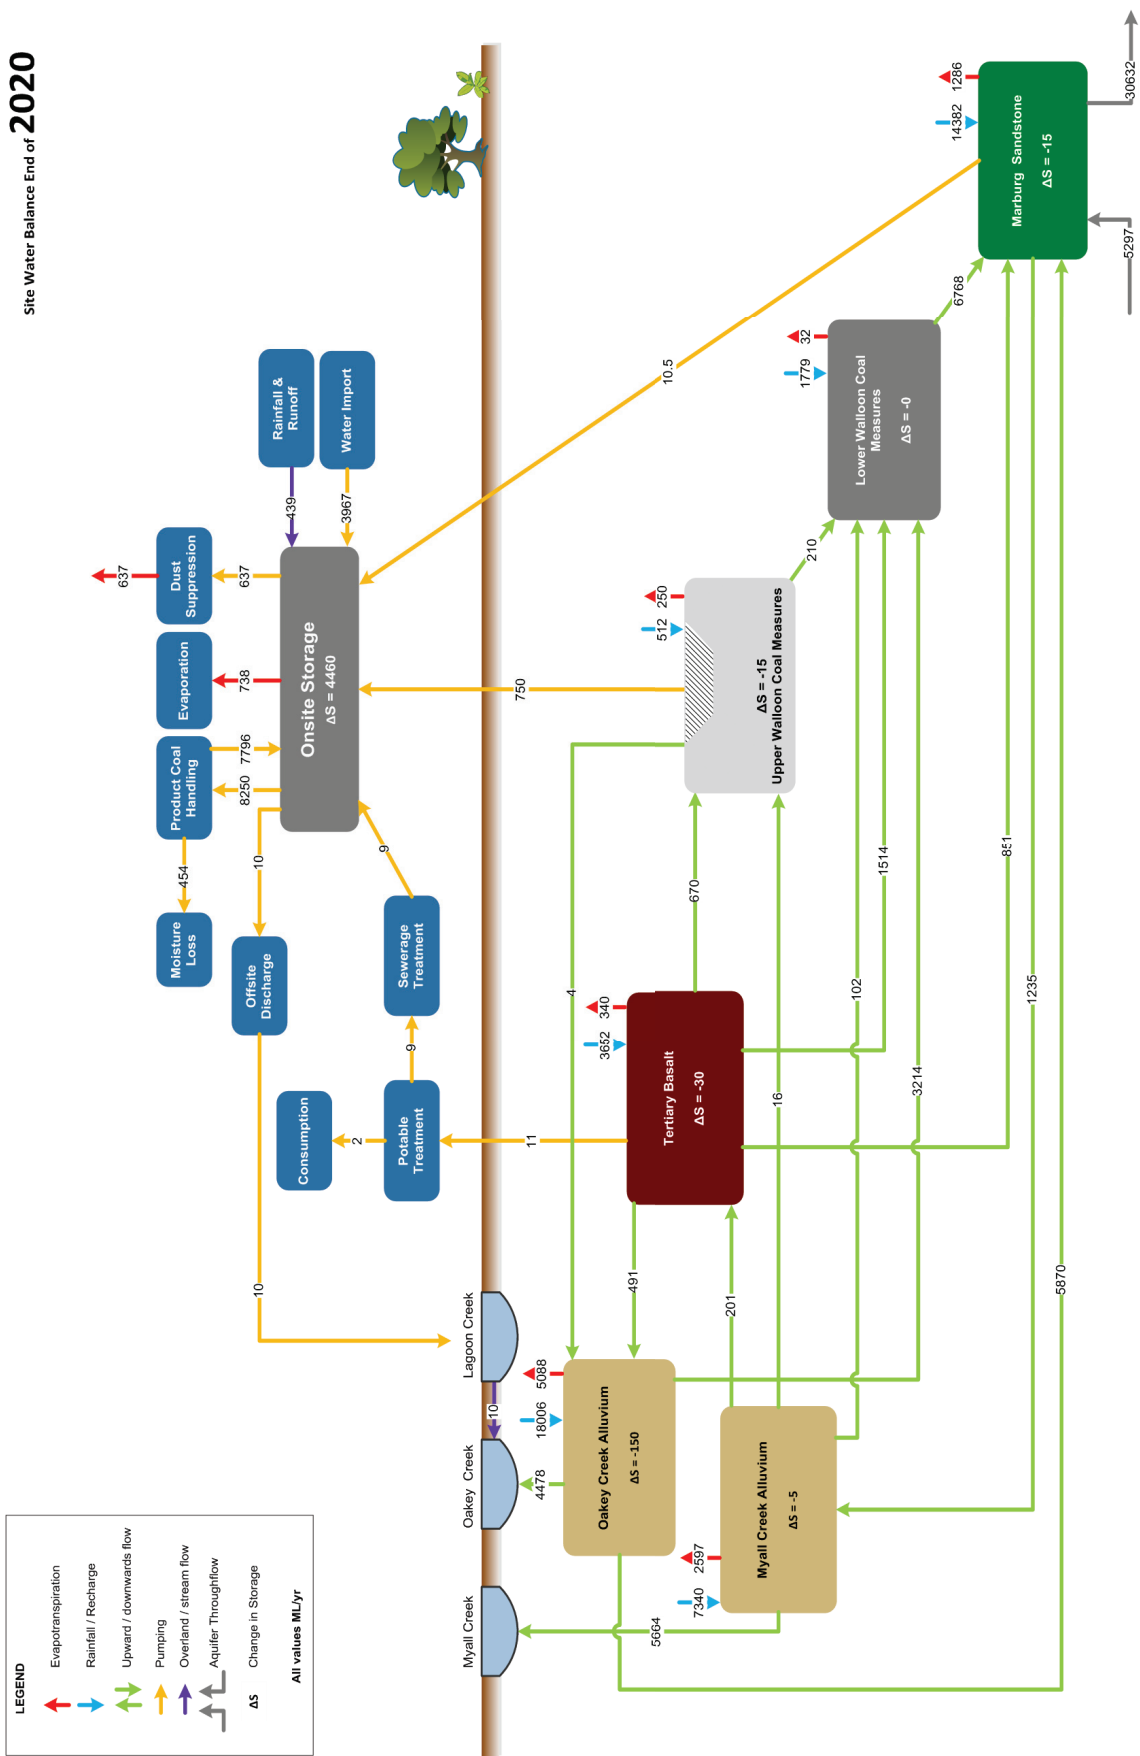 Site Water Balance End of 2020
LEGEND
Evapotranspiration
Rainfall / Recharge
Upward / downwards flow
Pumping
Overland / stream flow
Aquifer Throughflow
ΔS Change in Storage
All values ML/yr
637
Moisture
Loss
454
Product Coal
Handling
Evaporation
Dust
Suppression
Offsite
Discharge
10
8250
7796
738
637
Onsite Storage
ΔS = 4460
439
Rainfall &
Runoff
3967
Water Import
10
Consumption
2
Potable
Treatment
9
Sewerage
Treatment
9
11
750
10.5
Myall Creek
Oakey Creek
Lagoon Creek
10
4478
18006
5088
4
Oakey Creek Alluvium
ΔS = -150
491
3652
340
Tertiary Basalt
ΔS = -30
670
512
250
ΔS = -15
Upper Walloon Coal Measures
210
5664
7340
2597
Myall Creek Alluvium
ΔS = -5
201
16
102
1514
3214
1779
32
Lower Walloon Coal
Measures
ΔS = -0
6768
14382
1286
Marburg Sandstone
ΔS = -15
851
1235
5870
5297
30632